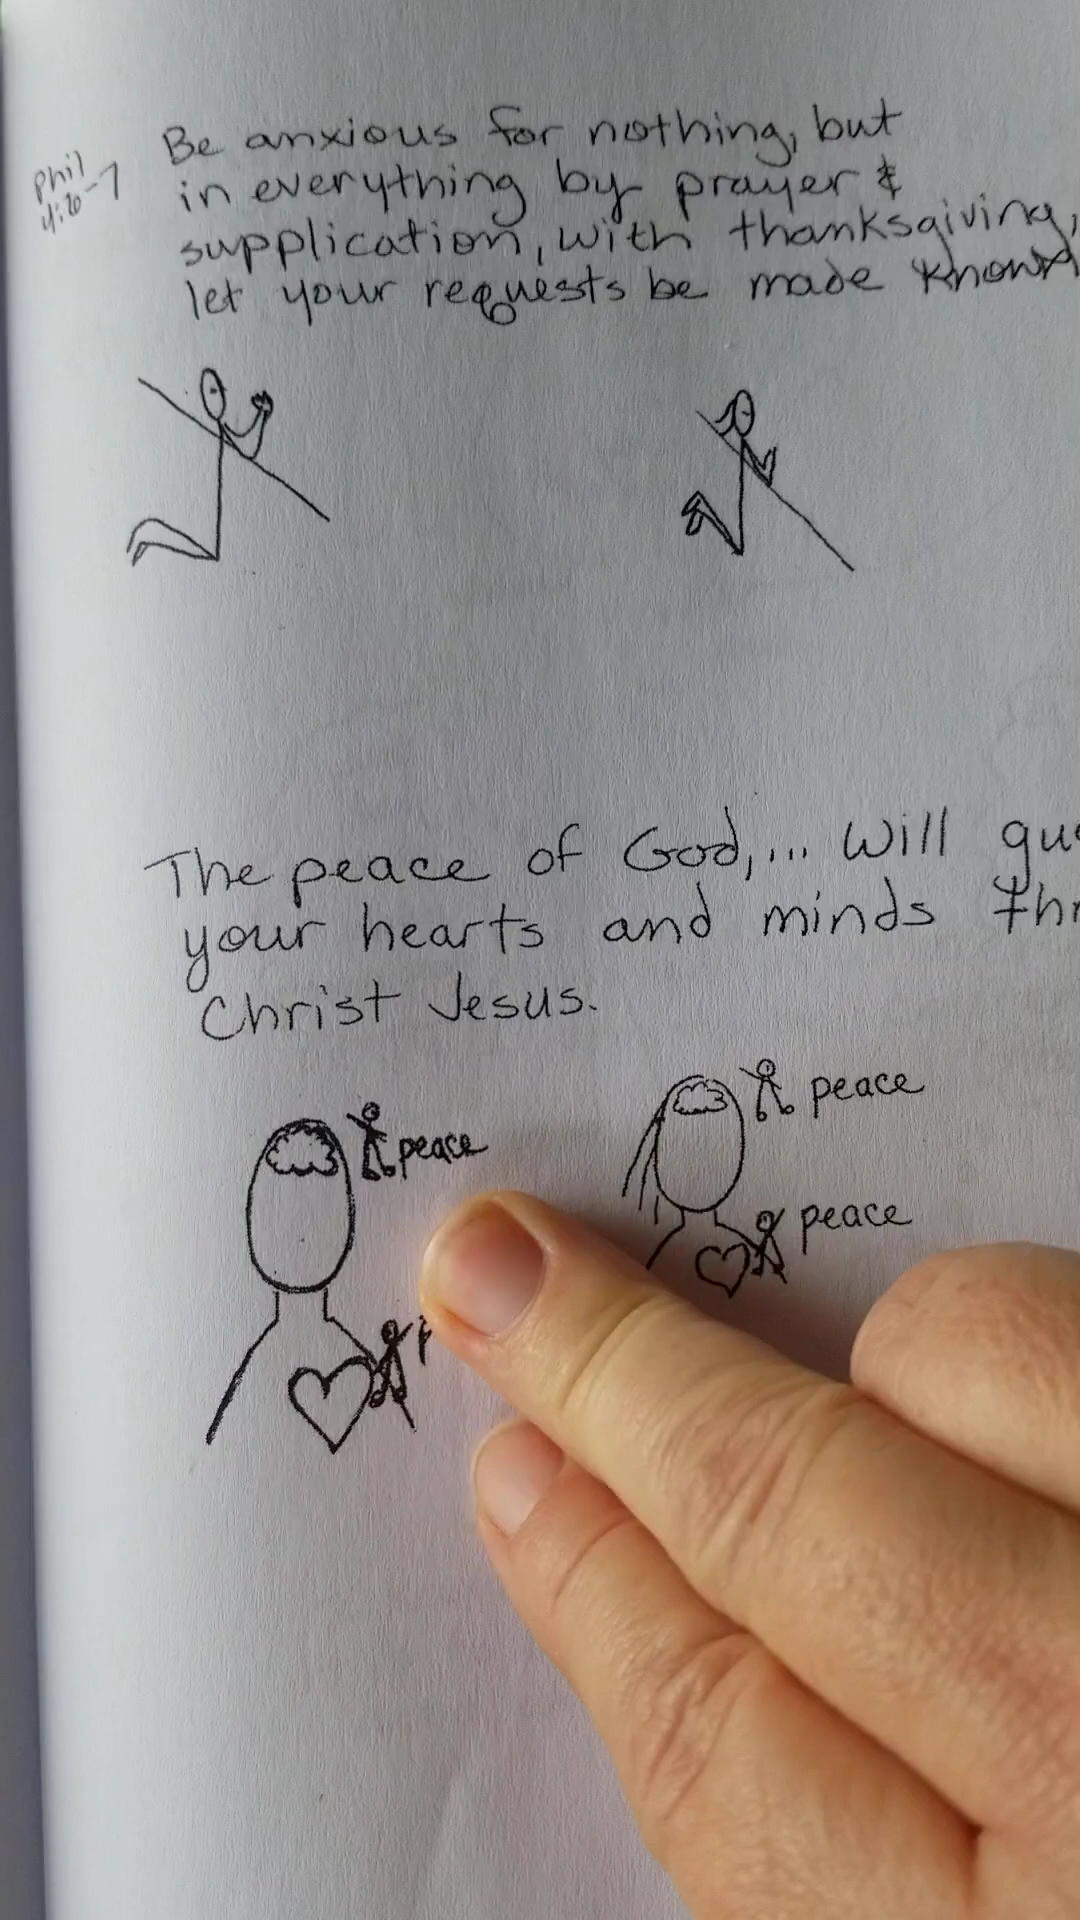 Phil
4:6-7
Be anxious for nothing, but
in everything by prayer &
supplication, with thanksgiving,
let your requests be made known
The peace of God,... will
your hearts and minds
Christ Jesus.
peace
peace
peace